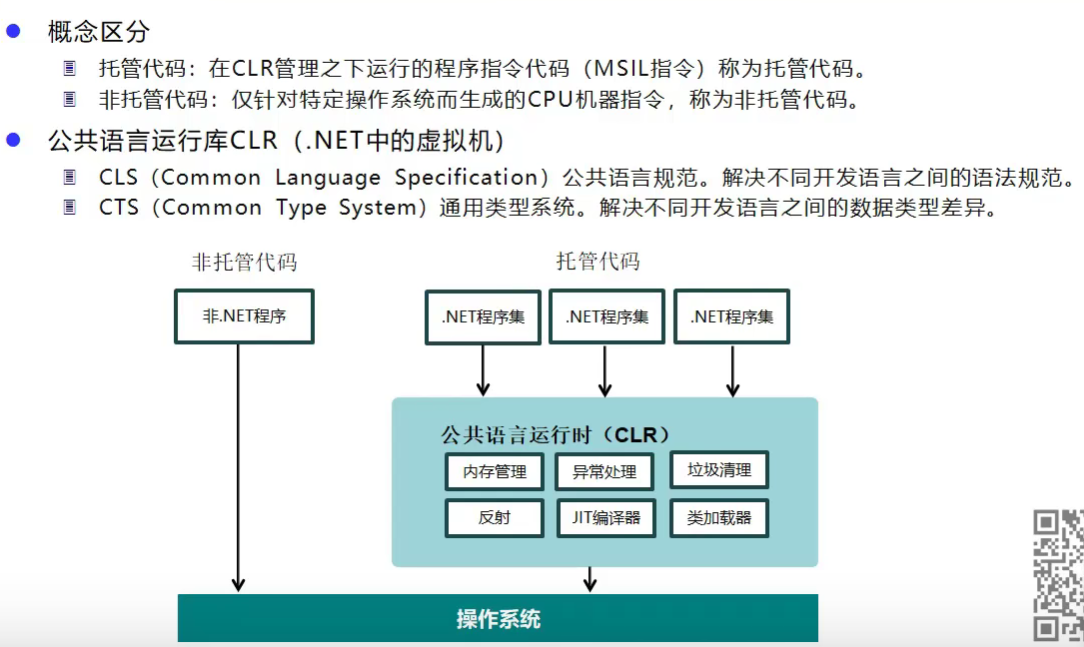 概念区分
托管代码：在CLR管理之下运行的程序指令代码（MSIL指令）称为托管代码。
非托管代码：仅针对特定操作系统而生成的CPU机器指令，称为非托管代码。
公共语言运行库CLR（.NET中的虚拟机）
CLS（Common Language Specification）公共语言规范。解决不同开发语言之间的语法规范。
CTS（Common Type System）通用类型系统。解决不同开发语言之间的数据类型差异。
非托管代码 托管代码
非.NET程序 .NET程序集 .NET程序集 .NET程序集
公共语言运行时（CLR）
内存管理 异常处理 垃圾清理
反射 JIT编译器 类加载器
操作系统